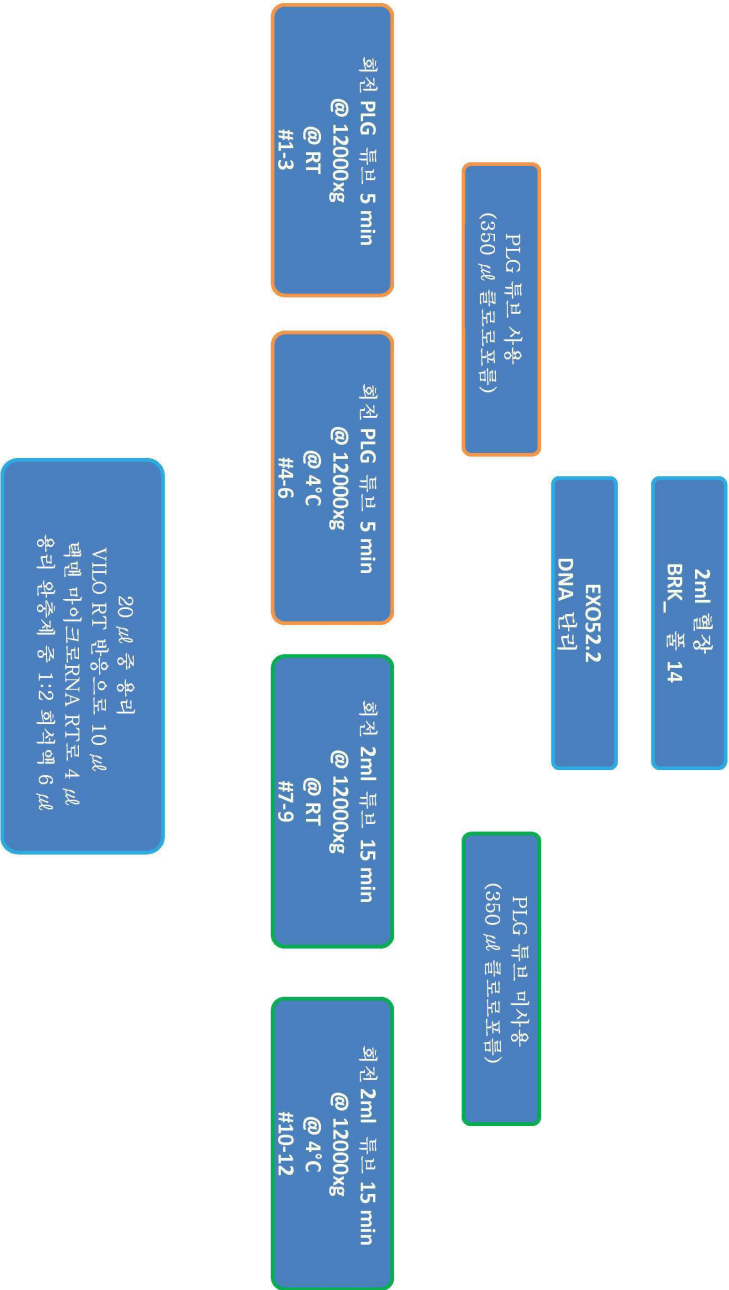 2ml 혈장
BRK_ 풀 14
EXO52.2
DNA 단리
PLG 튜브 사용
(350 ㎕ 클로로포름)
PLG 튜브 미사용
(350 ㎕ 클로로포름)
회전 PLG 튜브 5 min
@ 12000xg
@ RT
#1-3
회전 PLG 튜브 5 min
@ 12000xg
@ 4°C
#4-6
회전 2ml 튜브 15 min
@ 12000xg
@ RT
#7-9
회전 2ml 튜브 15 min
@ 12000xg
@ 4°C
#10-12
20 ㎕ 중 용리
VILO RT 반응으로 10 ㎕
택맨 마이크로RNA RT로 4 ㎕
용리 완충제 중 1:2 희석액 6 ㎕